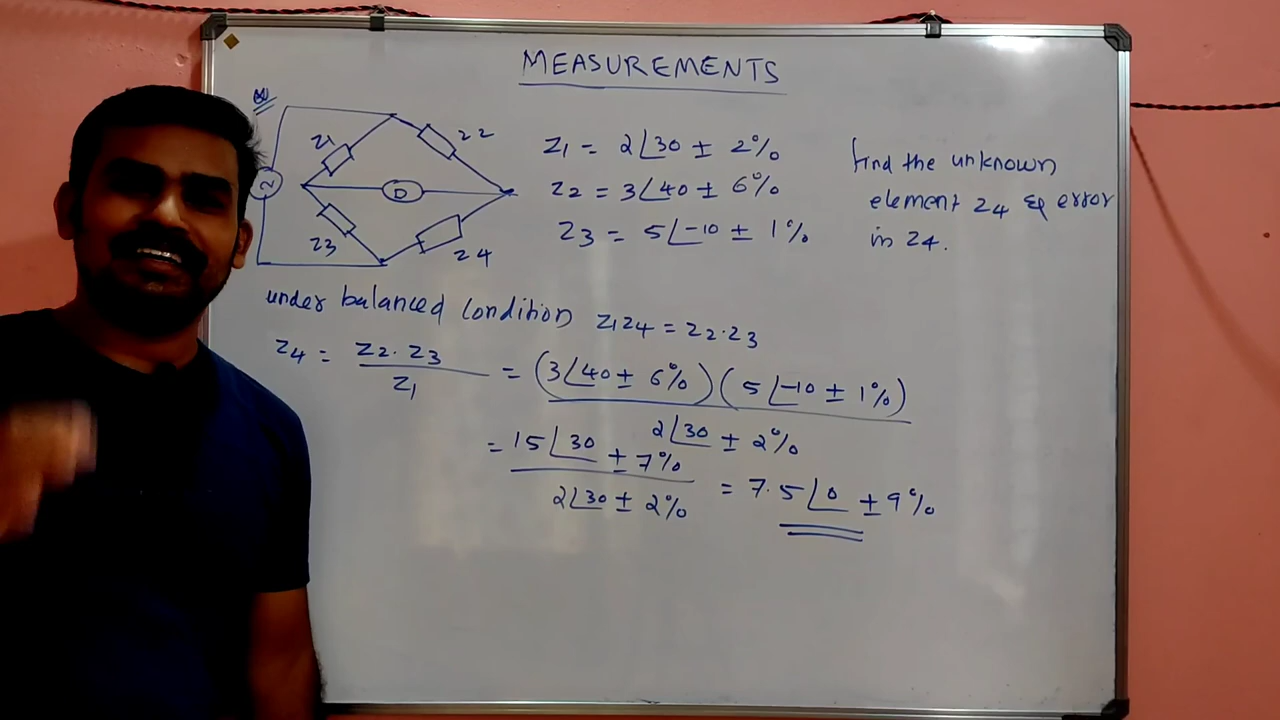 MEASUREMENTS
Z1
Z2
D
Z3
Z4
~
Z1 = 2∠30 ± 2%
Z2 = 3∠40 ± 6%
Z3 = 5∠-10 ± 1%
find the unknown
element Z4 & error
in Z4.
under balanced condition Z1Z4 = Z2.Z3
Z4 = Z2.Z3 / Z1 = (3∠40 ± 6%)(5∠-10 ± 1%) / 2∠30 ± 2%
= 15∠30 ± 7% / 2∠30 ± 2% = 7.5∠0 ± 9%